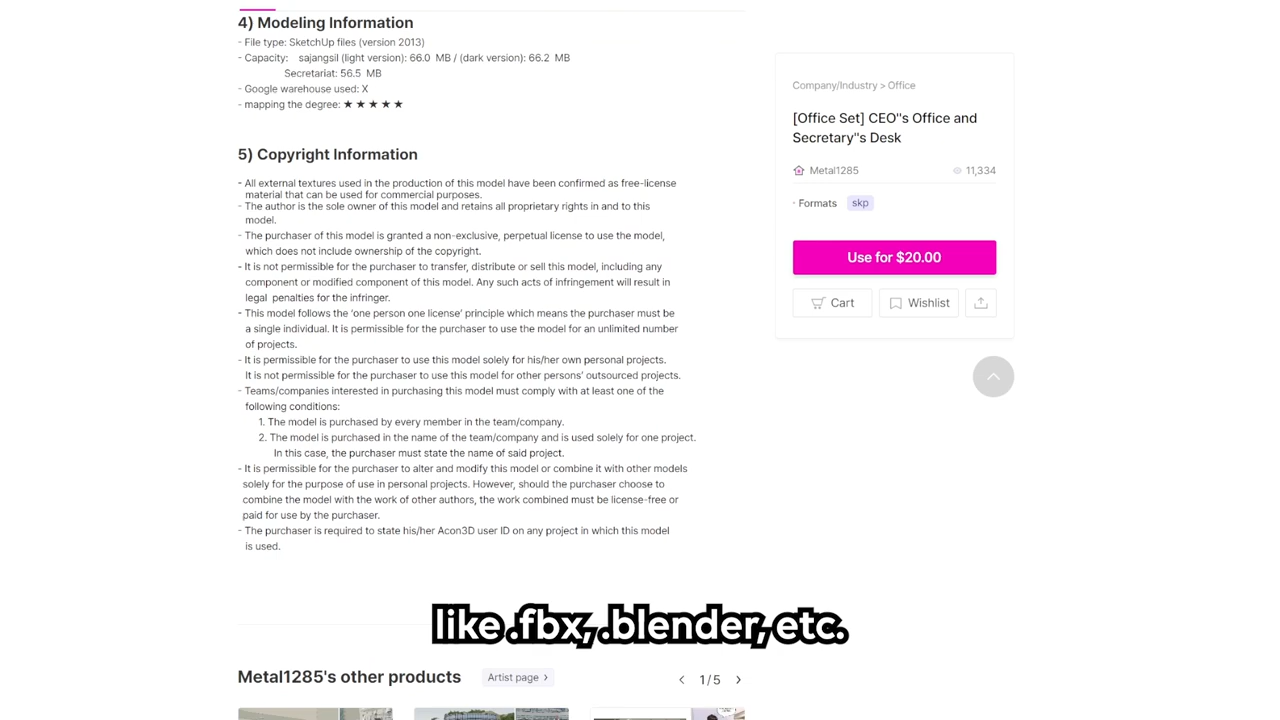 4) Modeling Information
- File type: SketchUp files (version 2013)
- Capacity: sajangsil (light version): 66.0 MB / (dark version): 66.2 MB
Secretariat: 56.5 MB
- Google warehouse used: X
- mapping the degree: ★ ★ ★ ★ ★
5) Copyright Information
- All external textures used in the production of this model have been confirmed as free-license
material that can be used for commercial purposes.
- The author is the sole owner of this model and retains all proprietary rights in and to this
model.
- The purchaser of this model is granted a non-exclusive, perpetual license to use the model,
which does not include ownership of the copyright.
- It is not permissible for the purchaser to transfer, distribute or sell this model, including any
component or modified component of this model. Any such acts of infringement will result in
legal penalties for the infringer.
- This model follows the ‘one person one license’ principle which means the purchaser must be
a single individual. It is permissible for the purchaser to use the model for an unlimited number
of projects.
- It is permissible for the purchaser to use this model solely for his/her own personal projects.
It is not permissible for the purchaser to use this model for other persons’ outsourced projects.
- Teams/companies interested in purchasing this model must comply with at least one of the
following conditions:
1. The model is purchased by every member in the team/company.
2. The model is purchased in the name of the team/company and is used solely for one project.
In this case, the purchaser must state the name of said project.
- It is permissible for the purchaser to alter and modify this model or combine it with other models
solely for the purpose of use in personal projects. However, should the purchaser choose to
combine the model with the work of other authors, the work combined must be license-free or
paid for use by the purchaser.
- The purchaser is required to state his/her Acon3D user ID on any project in which this model
is used.
Company/Industry > Office
[Office Set] CEO"s Office and
Secretary"s Desk
Metal1285 11,334
· Formats skp
Use for $20.00
Cart Wishlist
like .fbx, .blender, etc.
Metal1285's other products Artist page > < 1/5 >